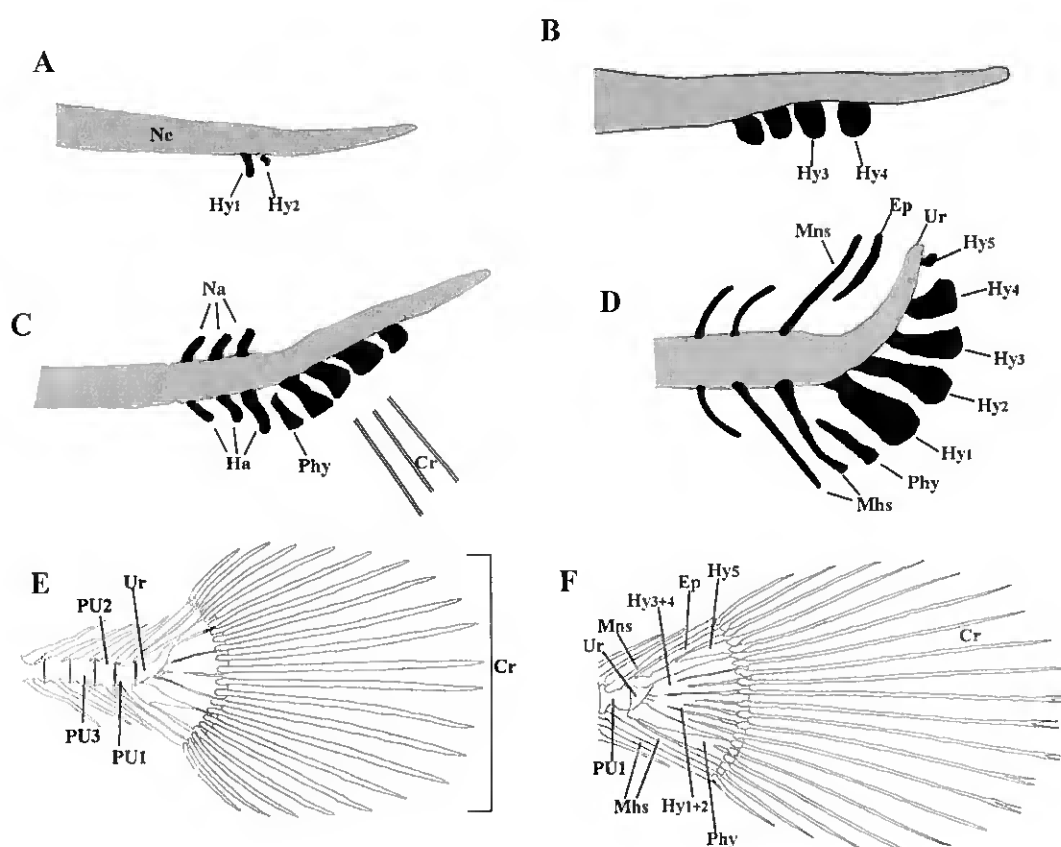 A
Nc
Hy1
Hy2
B
Hy3
Hy4
C
Na
Ha
Phy
Cr
D
Mns
Ep
Ur
Hy5
Hy4
Hy3
Hy2
Hy1
Phy
Mhs
E
Ur
PU2
PU3
PU1
Cr
F
Ep
Hy5
Hy3+4
Mns
Ur
Cr
PU1
Mhs
Hy1+2
Phy